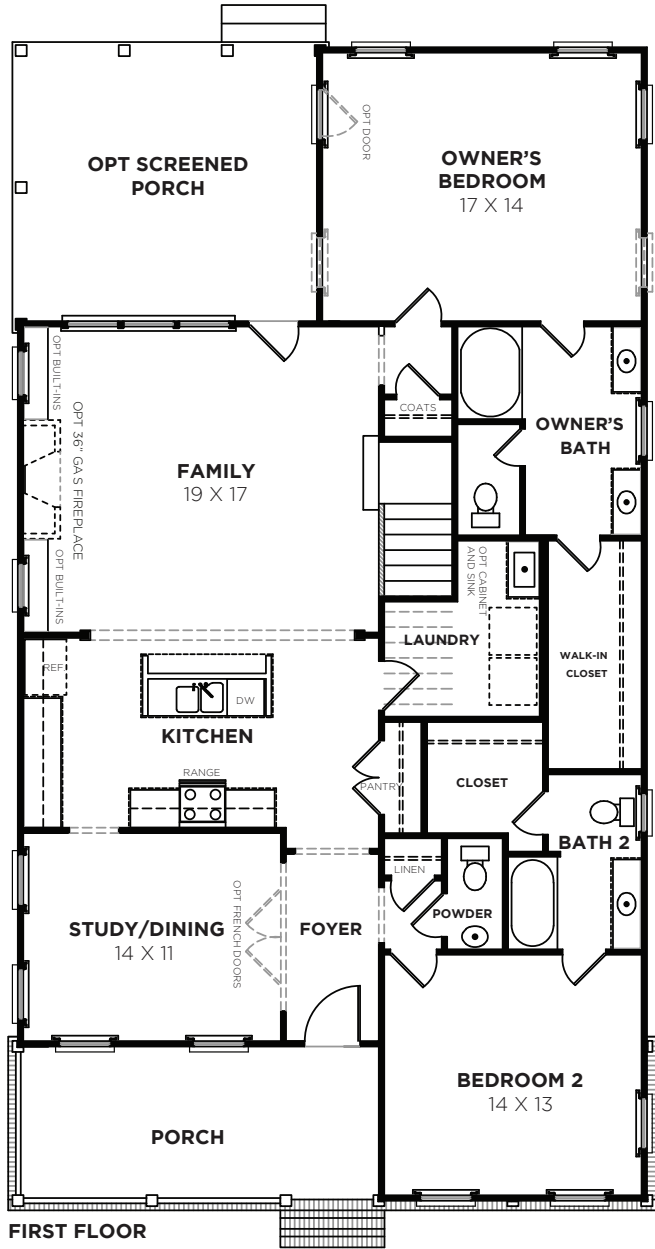 OPT DOOR
OPT SCREENED
PORCH
OWNER'S
BEDROOM
17 X 14
OPT BUILT-INS
OPT 36" GAS FIREPLACE
OPT BUILT-INS
FAMILY
19 X 17
COATS
OWNER'S
BATH
OPT CABINET
AND SINK
LAUNDRY
WALK-IN
CLOSET
REF.
DW
KITCHEN
RANGE
PANTRY
CLOSET
BATH 2
LINEN
POWDER
STUDY/DINING
14 X 11
OPT FRENCH DOORS
FOYER
BEDROOM 2
14 X 13
PORCH
FIRST FLOOR